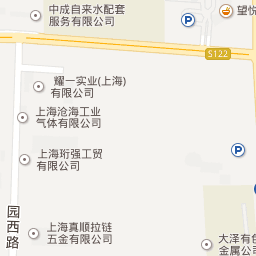 中成自来水配套
服务有限公司
P
望悦
S122
耀一实业(上海)
有限公司
上海沧海工业
气体有限公司
上海珩强工贸
有限公司
P
园西路
上海真顺拉链
五金有限公司
大泽有色
金属公司